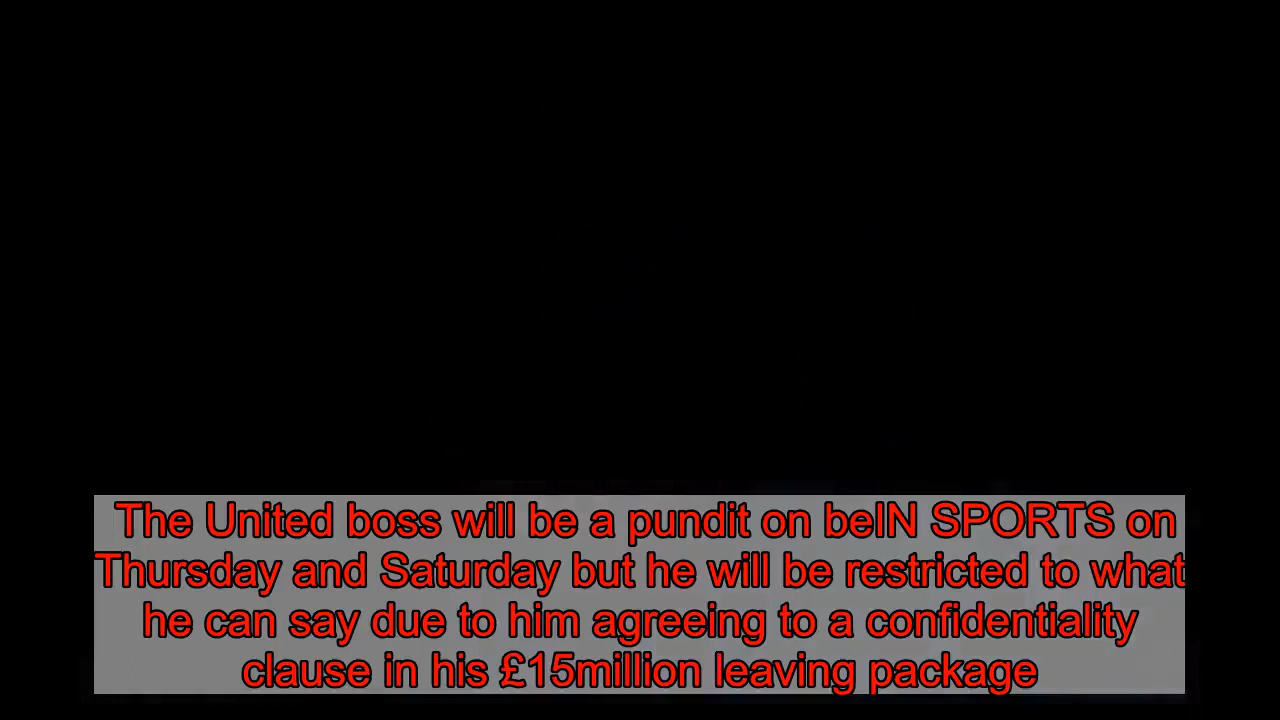 The United boss will be a pundit on beIN SPORTS on
Thursday and Saturday but he will be restricted to what
he can say due to him agreeing to a confidentiality
clause in his £15million leaving package